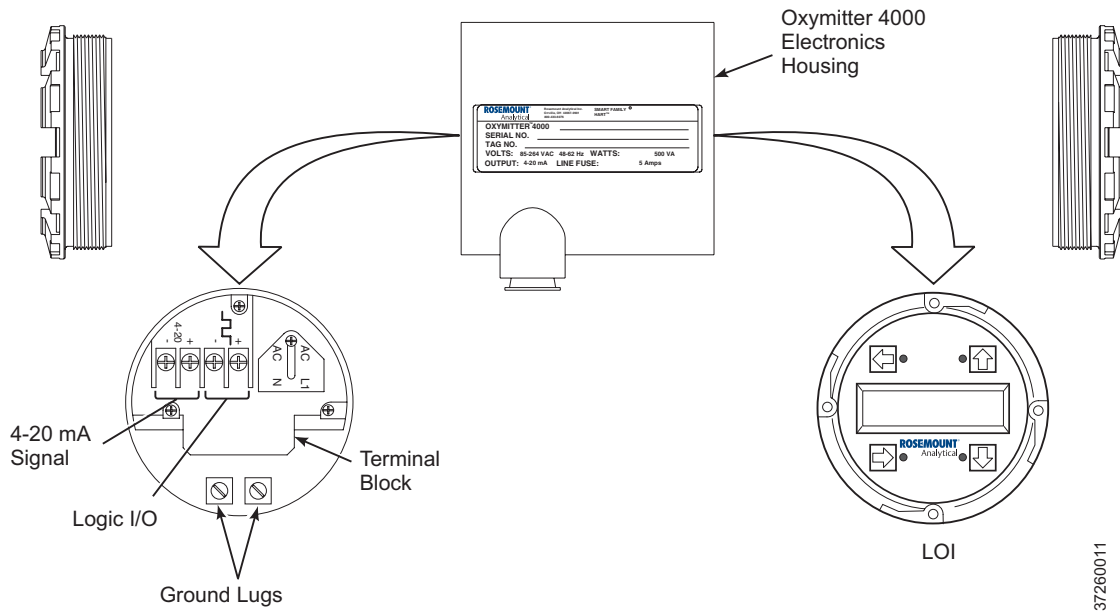 Oxymitter 4000
Electronics
Housing
ROSEMOUNT
Analytical
SMART FAMILY
HART™
OXYMITTER 4000
SERIAL NO.
TAG NO.
VOLTS: 85-264 VAC 48-62 Hz WATTS: 500 VA
OUTPUT: 4-20 mA LINE FUSE: 5 Amps
4-20
- + - +
AC AC
N L1
4-20 mA
Signal
Logic I/O
Terminal
Block
Ground Lugs
ROSEMOUNT
Analytical
LOI
37260011